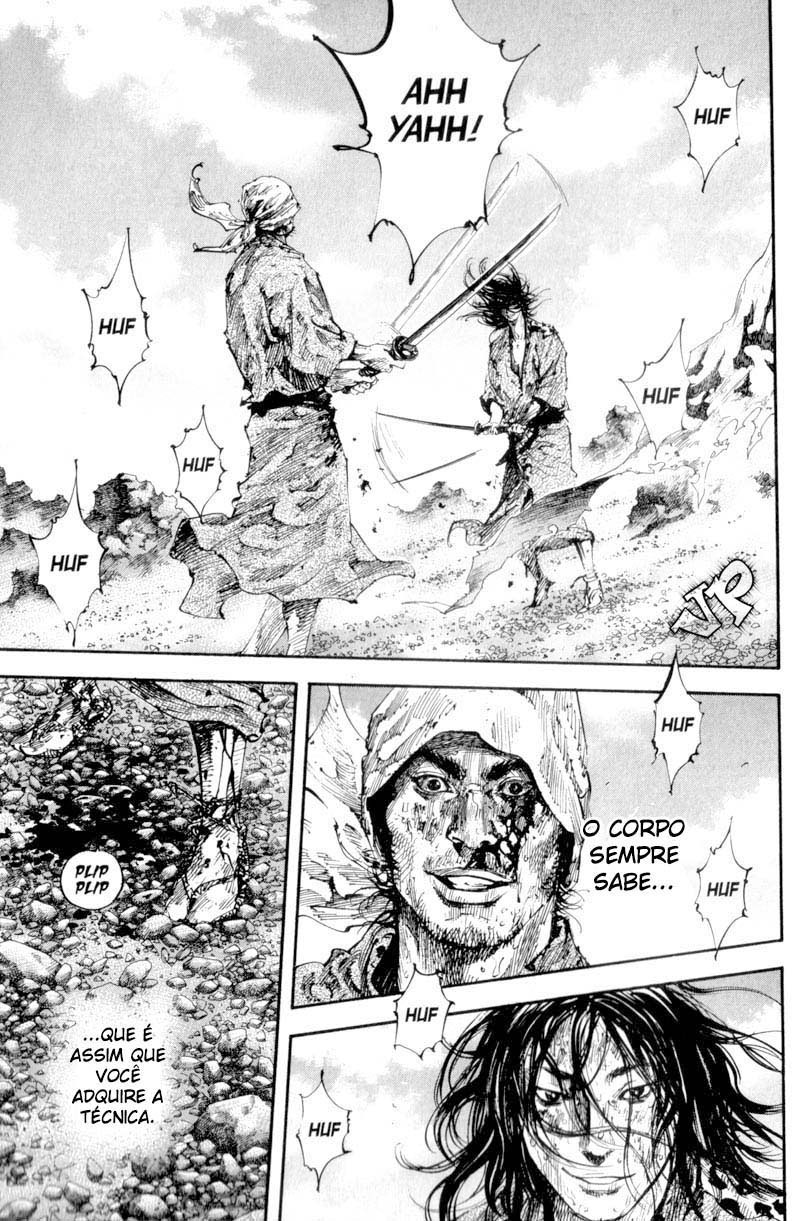 HUF
AHH
YAHH!
HUF
HUF
HUF
HUF
VP
HUF
O CORPO
SEMPRE
SABE...
HUF
PLIP
PLIP
...QUE É
ASSIM QUE
VOCÊ
ADQUIRE A
TÉCNICA.
HUF
HUF